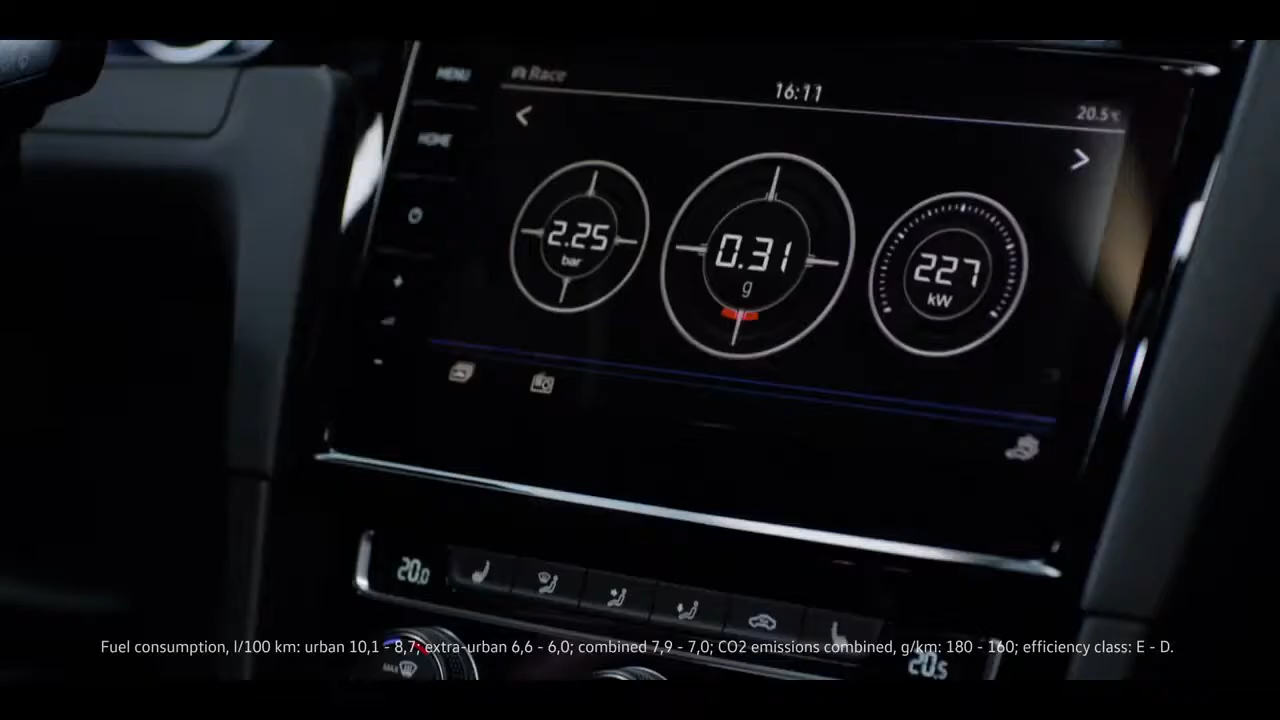 MENU
Race
16:11
20.5°C
HOME
2.25
bar
0.31
g
227
kW
20.0
Fuel consumption, l/100 km: urban 10,1 - 8,7; extra-urban 6,6 - 6,0; combined 7,9 - 7,0; CO2 emissions combined, g/km: 180 - 160; efficiency class: E - D.
MAX
20.5